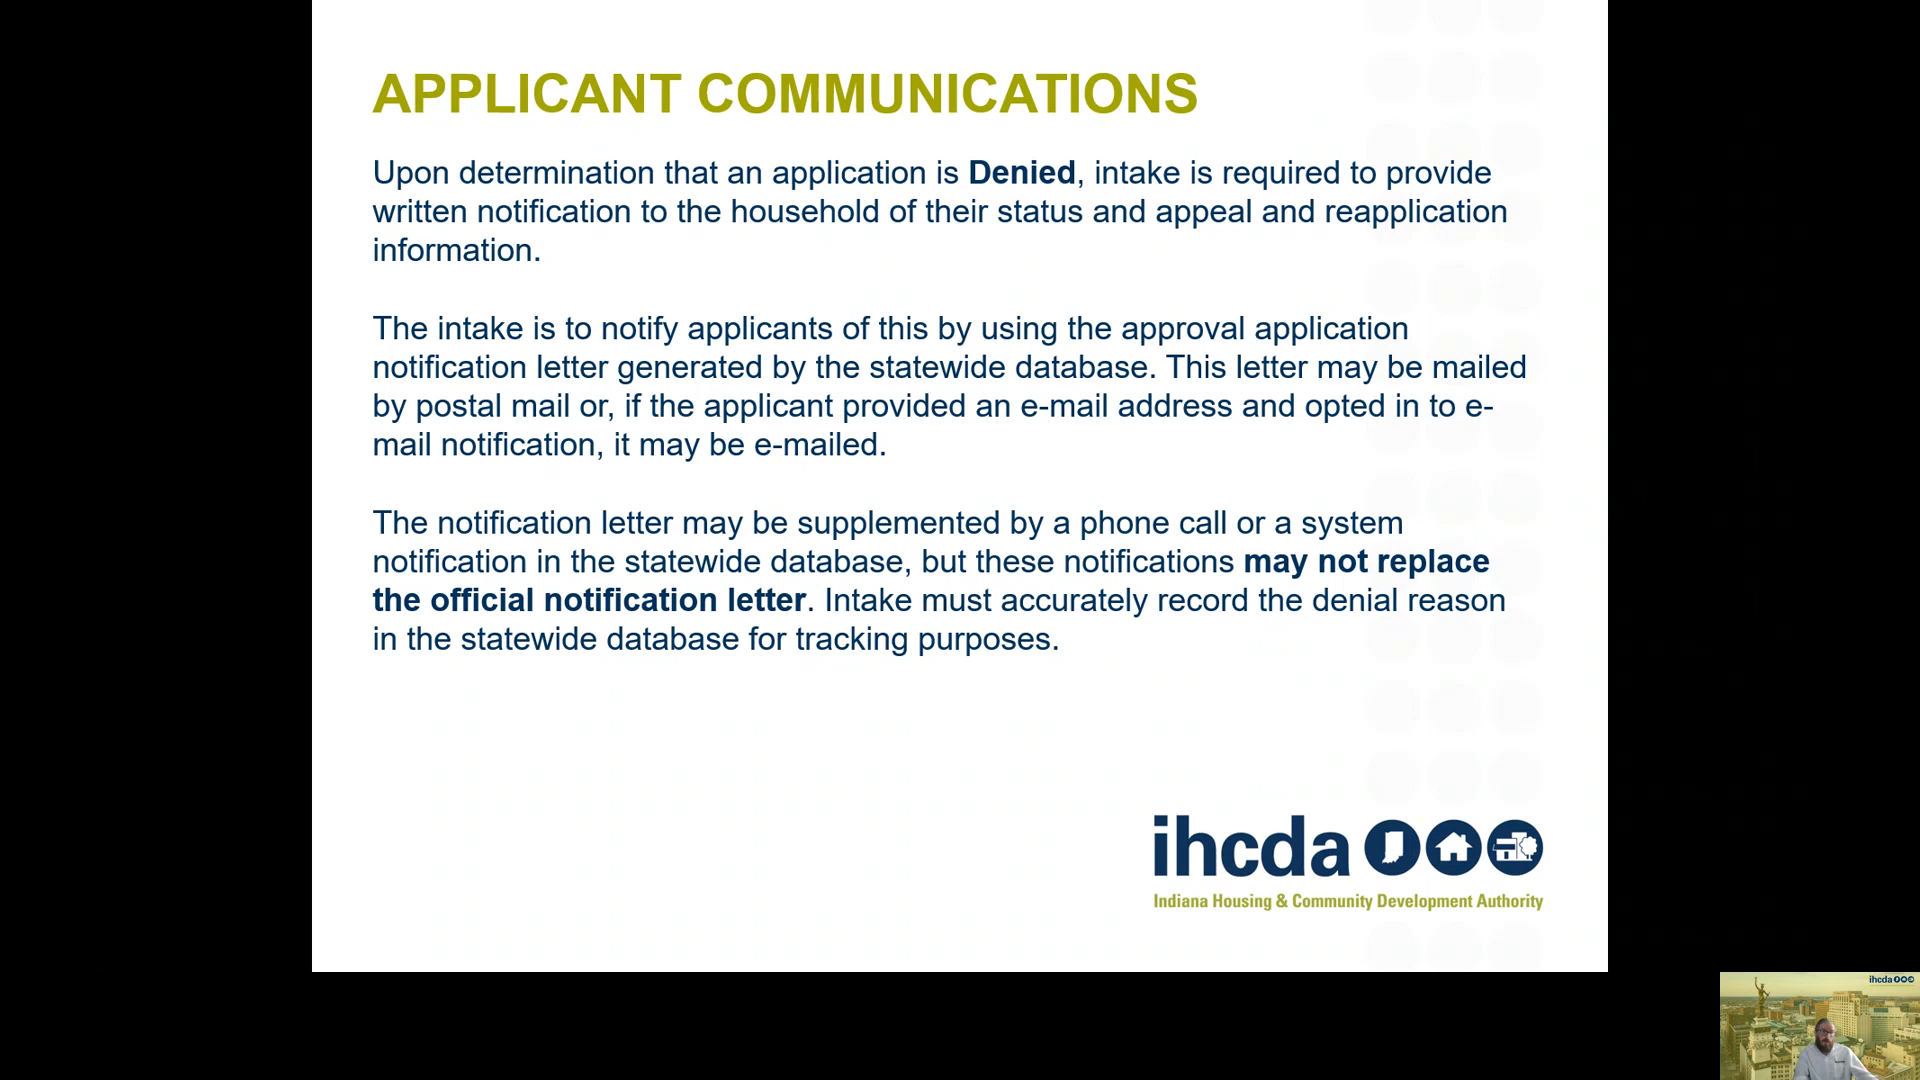 APPLICANT COMMUNICATIONS
Upon determination that an application is Denied, intake is required to provide
written notification to the household of their status and appeal and reapplication
information.
The intake is to notify applicants of this by using the approval application
notification letter generated by the statewide database. This letter may be mailed
by postal mail or, if the applicant provided an e-mail address and opted in to e-
mail notification, it may be e-mailed.
The notification letter may be supplemented by a phone call or a system
notification in the statewide database, but these notifications may not replace
the official notification letter. Intake must accurately record the denial reason
in the statewide database for tracking purposes.
ihcda
Indiana Housing & Community Development Authority
ihcda